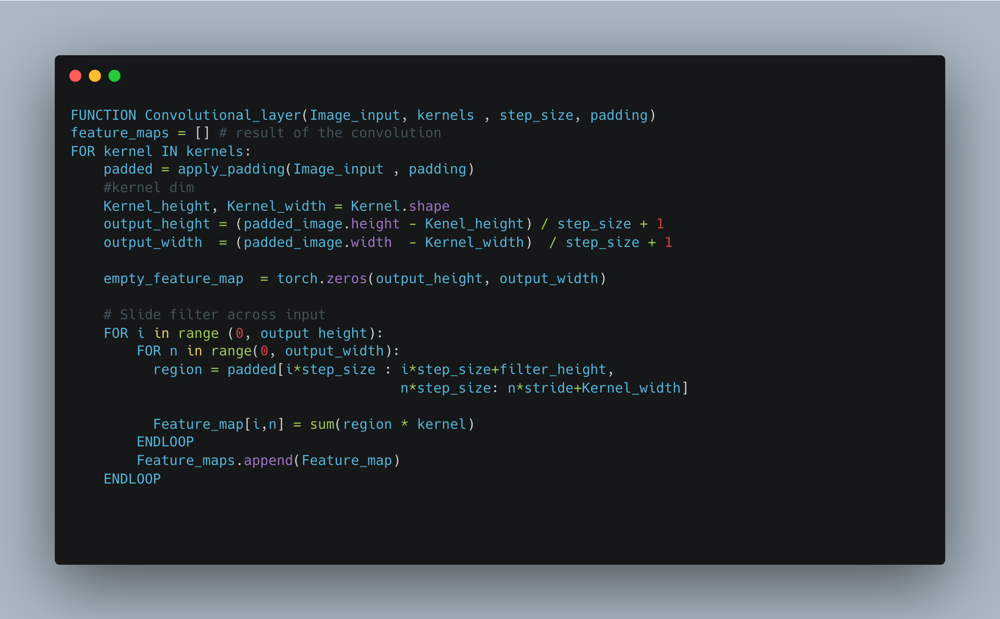 FUNCTION Convolutional_layer(Image_input, kernels , step_size, padding)
feature_maps = [] # result of the convolution
FOR kernel IN kernels:
    padded = apply_padding(Image_input , padding)
    #kernel dim
    Kernel_height, Kernel_width = Kernel.shape
    output_height = (padded_image.height - Kenel_height) / step_size + 1
    output_width  = (padded_image.width  - Kernel_width)  / step_size + 1
    empty_feature_map  = torch.zeros(output_height, output_width)
    # Slide filter across input
    FOR i in range (0, output height):
        FOR n in range(0, output_width):
          region = padded[i*step_size : i*step_size+filter_height,
                                        n*step_size: n*stride+Kernel_width]
          Feature_map[i,n] = sum(region * kernel)
        ENDLOOP
        Feature_maps.append(Feature_map)
    ENDLOOP